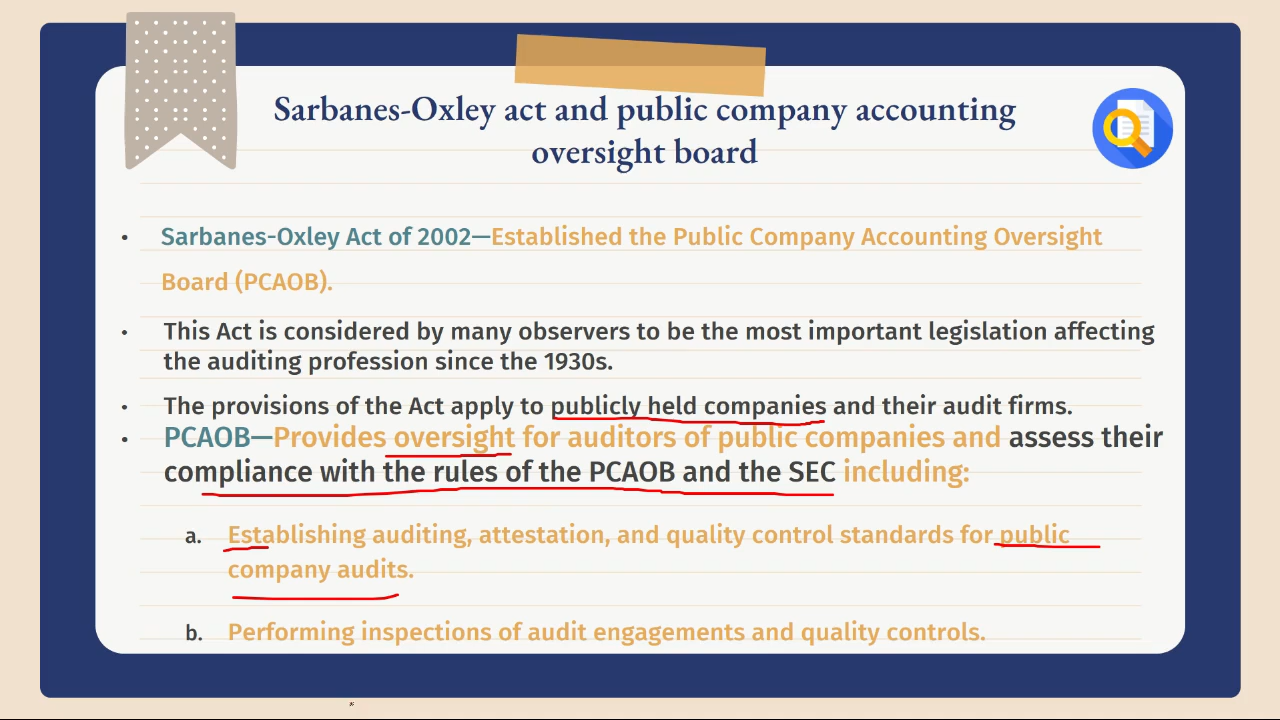 Sarbanes-Oxley act and public company accounting
oversight board
• Sarbanes-Oxley Act of 2002—Established the Public Company Accounting Oversight
Board (PCAOB).
• This Act is considered by many observers to be the most important legislation affecting
the auditing profession since the 1930s.
• The provisions of the Act apply to publicly held companies and their audit firms.
• PCAOB—Provides oversight for auditors of public companies and assess their
compliance with the rules of the PCAOB and the SEC including:
a. Establishing auditing, attestation, and quality control standards for public
company audits.
b. Performing inspections of audit engagements and quality controls.